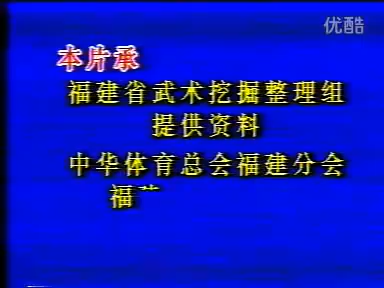 优酷
本片承
福建省武术挖掘整理组
提供资料
中华体育总会福建分会
福